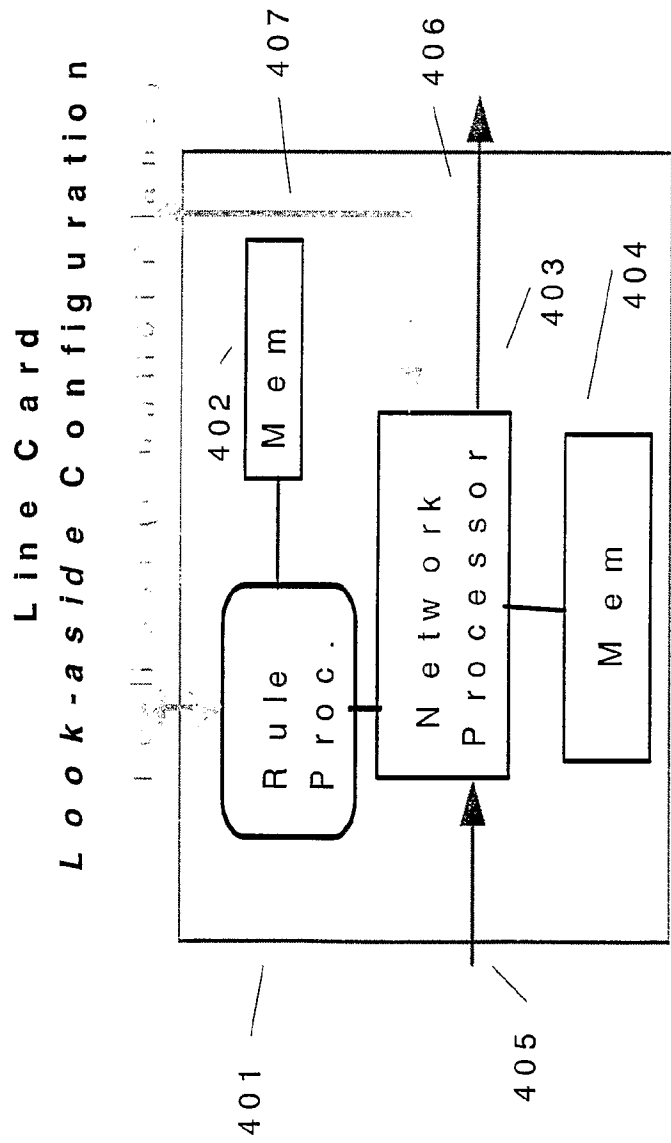 Line Card
Look-aside Configuration
407
406
402
Mem
Rule
Proc.
Network
Processor
403
404
Mem
401
405